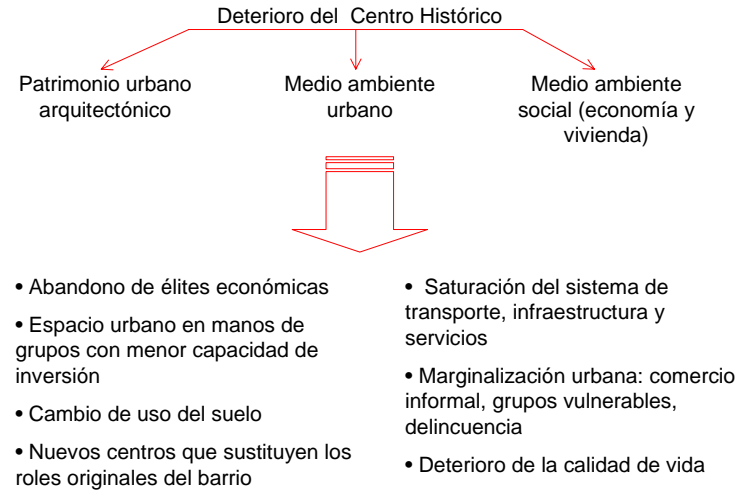 Deterioro del Centro Histórico
Patrimonio urbano
arquitectónico
Medio ambiente
urbano
Medio ambiente
social (economía y
vivienda)
• Abandono de élites económicas
• Espacio urbano en manos de
grupos con menor capacidad de
inversión
• Cambio de uso del suelo
• Nuevos centros que sustituyen los
roles originales del barrio
• Saturación del sistema de
transporte, infraestructura y
servicios
• Marginalización urbana: comercio
informal, grupos vulnerables,
delincuencia
• Deterioro de la calidad de vida